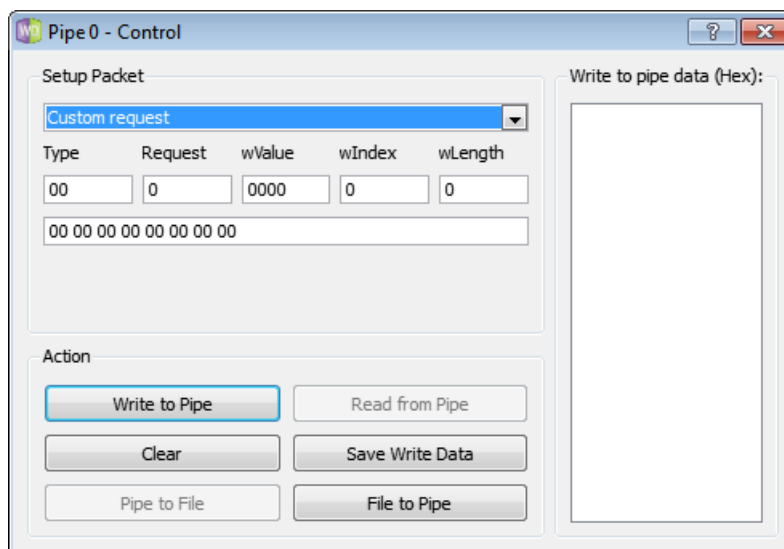 WD Pipe 0 - Control ?
Setup Packet
Custom request
Type Request wValue wIndex wLength
00 0 0000 0 0
00 00 00 00 00 00 00 00
Write to pipe data (Hex):
Action
Write to Pipe Read from Pipe
Clear Save Write Data
Pipe to File File to Pipe